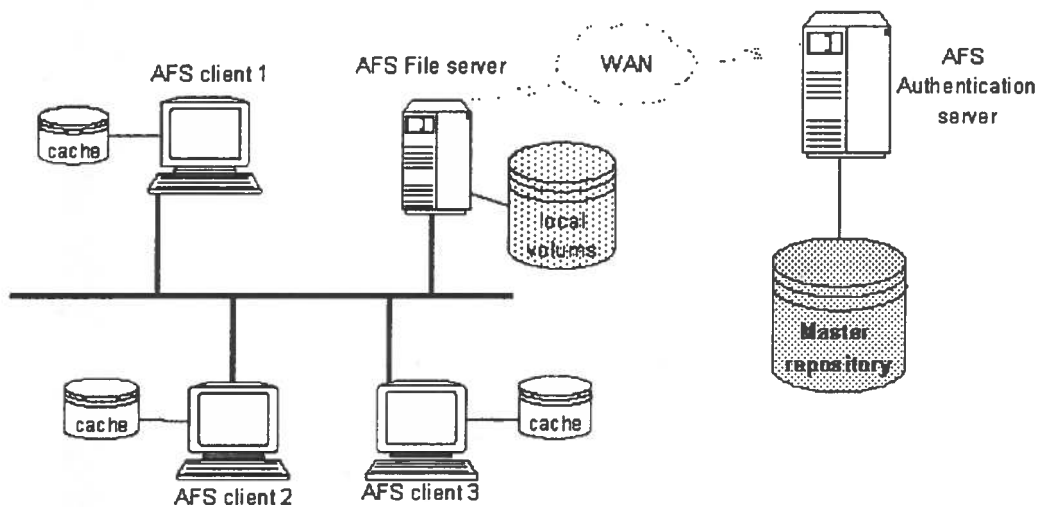 AFS client 1
cache
AFS File server
local
volums
WAN
AFS
Authentication
server
Master
repository
cache
AFS client 2
AFS client 3
cache